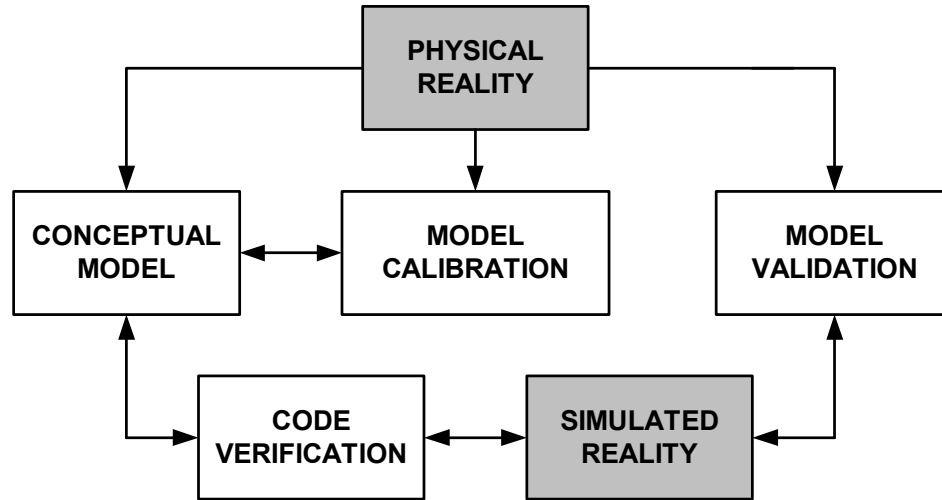 PHYSICAL
REALITY
CONCEPTUAL
MODEL
MODEL
CALIBRATION
MODEL
VALIDATION
CODE
VERIFICATION
SIMULATED
REALITY